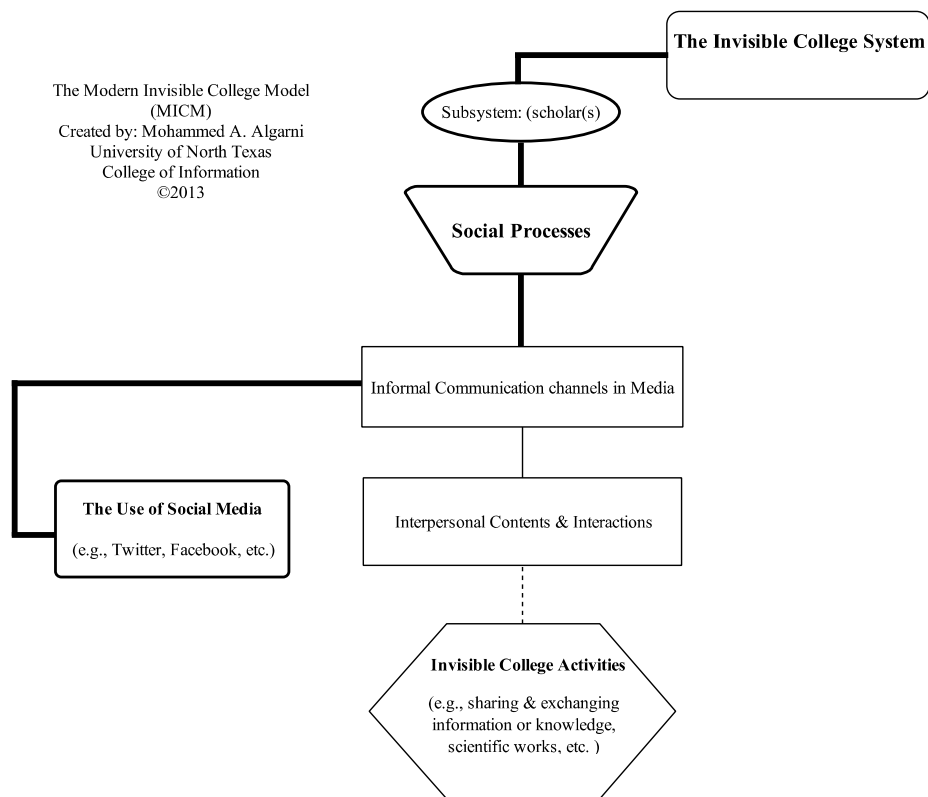 The Invisible College System
The Modern Invisible College Model
(MICM)
Created by: Mohammed A. Algarni
University of North Texas
College of Information
©2013
Subsystem: (scholar(s)
Social Processes
Informal Communication channels in Media
The Use of Social Media
(e.g., Twitter, Facebook, etc.)
Interpersonal Contents & Interactions
Invisible College Activities
(e.g., sharing & exchanging
information or knowledge,
scientific works, etc. )